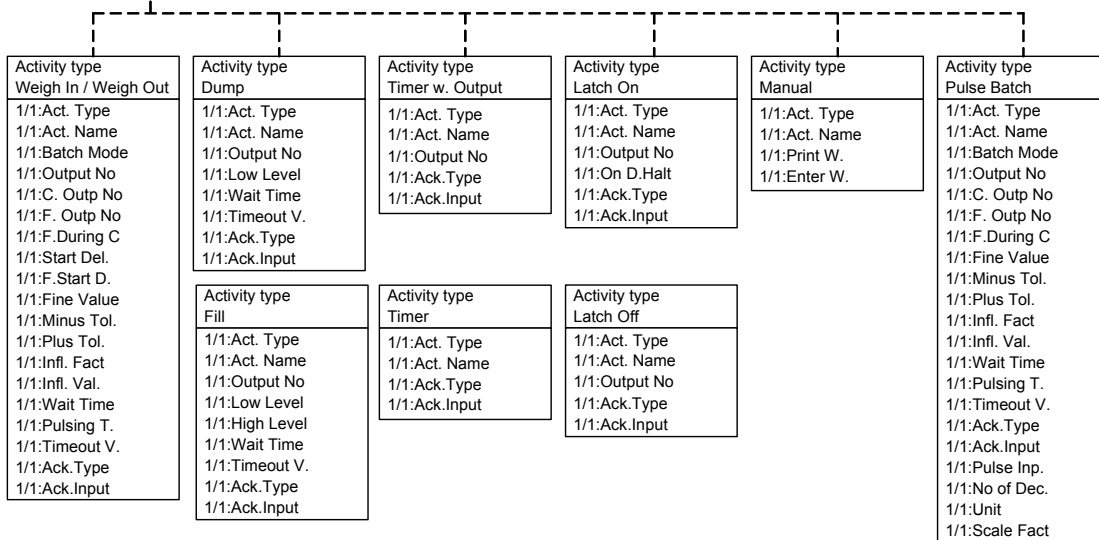 Activity type
Weigh In / Weigh Out
1/1:Act. Type
1/1:Act. Name
1/1:Batch Mode
1/1:Output No
1/1:C. Outp No
1/1:F. Outp No
1/1:F.During C
1/1:Start Del.
1/1:F.Start D.
1/1:Fine Value
1/1:Minus Tol.
1/1:Plus Tol.
1/1:Infl. Fact
1/1:Infl. Val.
1/1:Wait Time
1/1:Pulsing T.
1/1:Timeout V.
1/1:Ack.Type
1/1:Ack.Input
Activity type
Dump
1/1:Act. Type
1/1:Act. Name
1/1:Output No
1/1:Low Level
1/1:Wait Time
1/1:Timeout V.
1/1:Ack.Type
1/1:Ack.Input
Activity type
Fill
1/1:Act. Type
1/1:Act. Name
1/1:Output No
1/1:Low Level
1/1:High Level
1/1:Wait Time
1/1:Timeout V.
1/1:Ack.Type
1/1:Ack.Input
Activity type
Timer w. Output
1/1:Act. Type
1/1:Act. Name
1/1:Output No
1/1:Ack.Type
1/1:Ack.Input
Activity type
Timer
1/1:Act. Type
1/1:Act. Name
1/1:Ack.Type
1/1:Ack.Input
Activity type
Latch On
1/1:Act. Type
1/1:Act. Name
1/1:Output No
1/1:On D.Halt
1/1:Ack.Type
1/1:Ack.Input
Activity type
Latch Off
1/1:Act. Type
1/1:Act. Name
1/1:Output No
1/1:Ack.Type
1/1:Ack.Input
Activity type
Manual
1/1:Act. Type
1/1:Act. Name
1/1:Print W.
1/1:Enter W.
Activity type
Pulse Batch
1/1:Act. Type
1/1:Act. Name
1/1:Batch Mode
1/1:Output No
1/1:C. Outp No
1/1:F. Outp No
1/1:F.During C
1/1:Fine Value
1/1:Minus Tol.
1/1:Plus Tol.
1/1:Infl. Fact
1/1:Infl. Val.
1/1:Wait Time
1/1:Pulsing T.
1/1:Timeout V.
1/1:Ack.Type
1/1:Ack.Input
1/1:Pulse Inp.
1/1:No of Dec.
1/1:Unit
1/1:Scale Fact